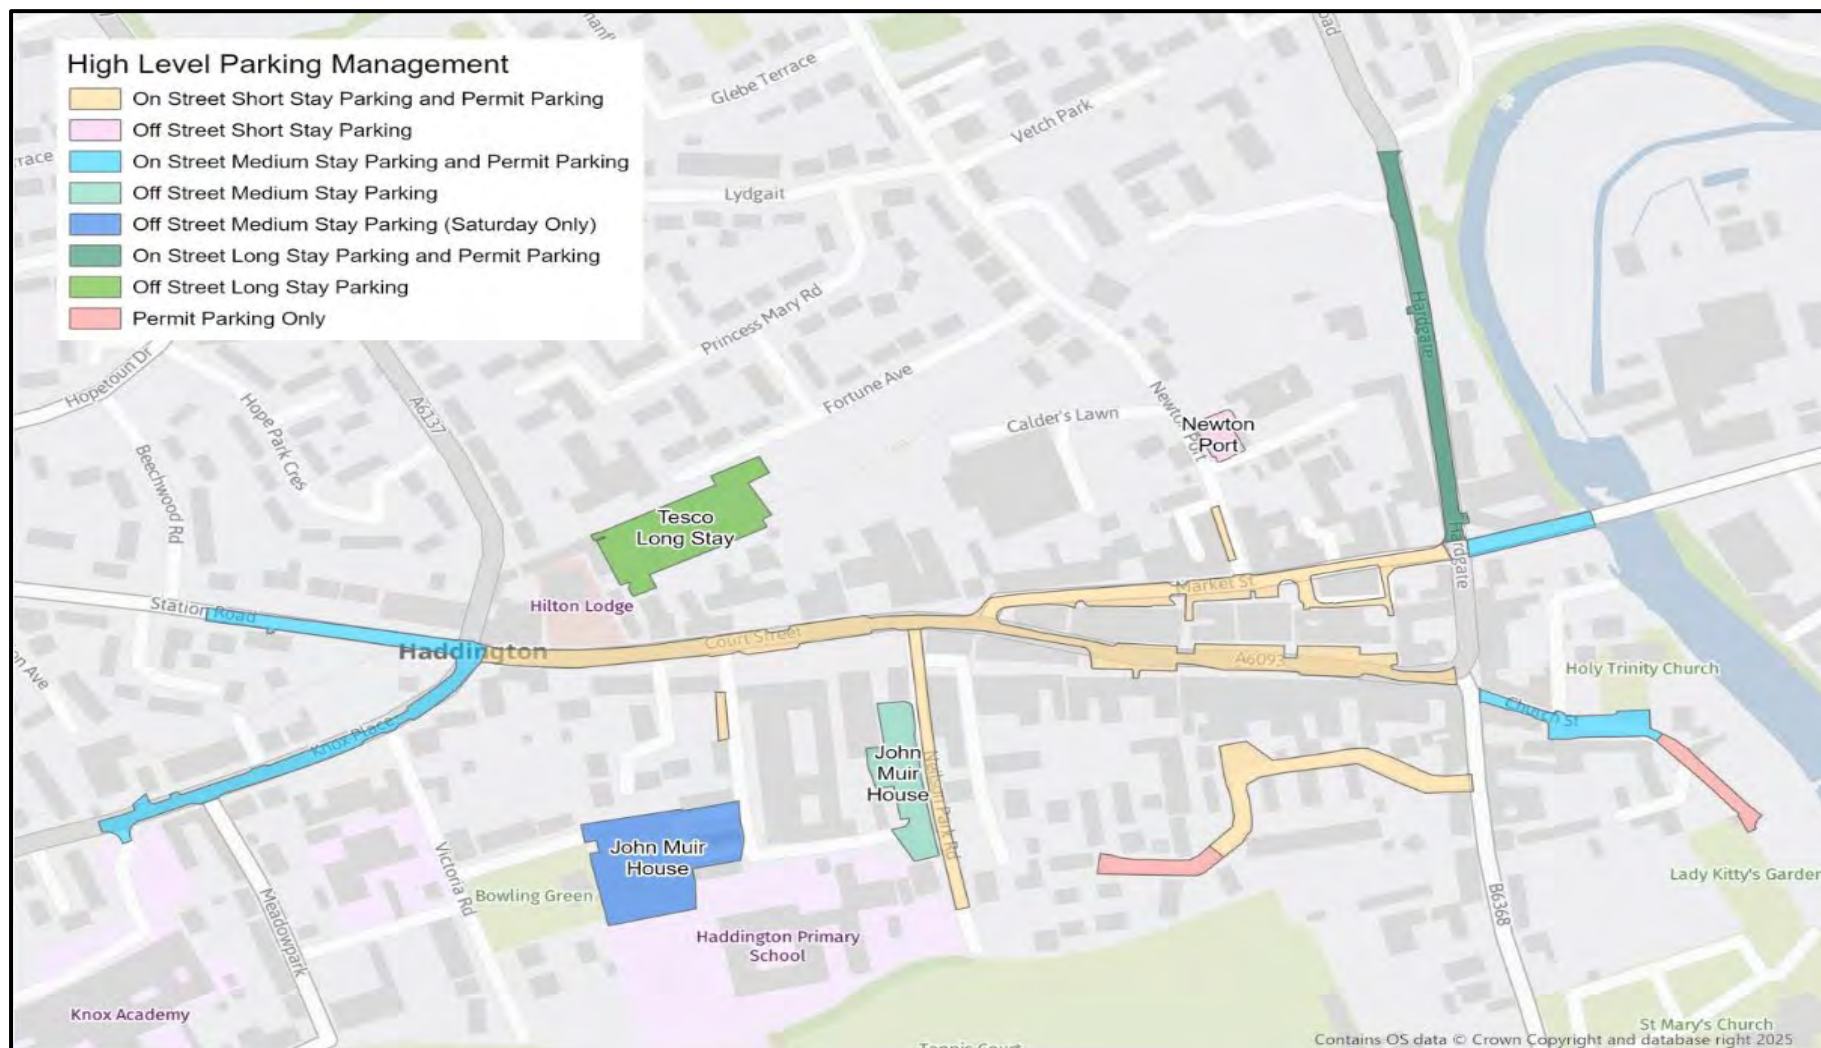 High Level Parking Management
On Street Short Stay Parking and Permit Parking
Off Street Short Stay Parking
On Street Medium Stay Parking and Permit Parking
Off Street Medium Stay Parking
Off Street Medium Stay Parking (Saturday Only)
On Street Long Stay Parking and Permit Parking
Off Street Long Stay Parking
Permit Parking Only
Glebe Terrace
Vetch Park
Lydgait
rrace
oad
Hopetoun Dr
Hope Park Cres
A6137
Princess Mary Rd
Fortune Ave
Calder's Lawn
Newton Port
Newton
Port
Hardgate
Hardgate
Beechwood Rd
Tesco
Long Stay
Hilton Lodge
Station Road
Haddington
Court Street
Market St
A6093
Holy Trinity Church
Church St
on Ave
Knox Place
John
Muir
House
Neilson Park Rd
John Muir
House
Bowling Green
Victoria Rd
Meadowpark
Haddington Primary
School
Knox Academy
B6368
Lady Kitty's Garden
St Mary's Church
Tennis Court
Contains OS data © Crown Copyright and database right 2025